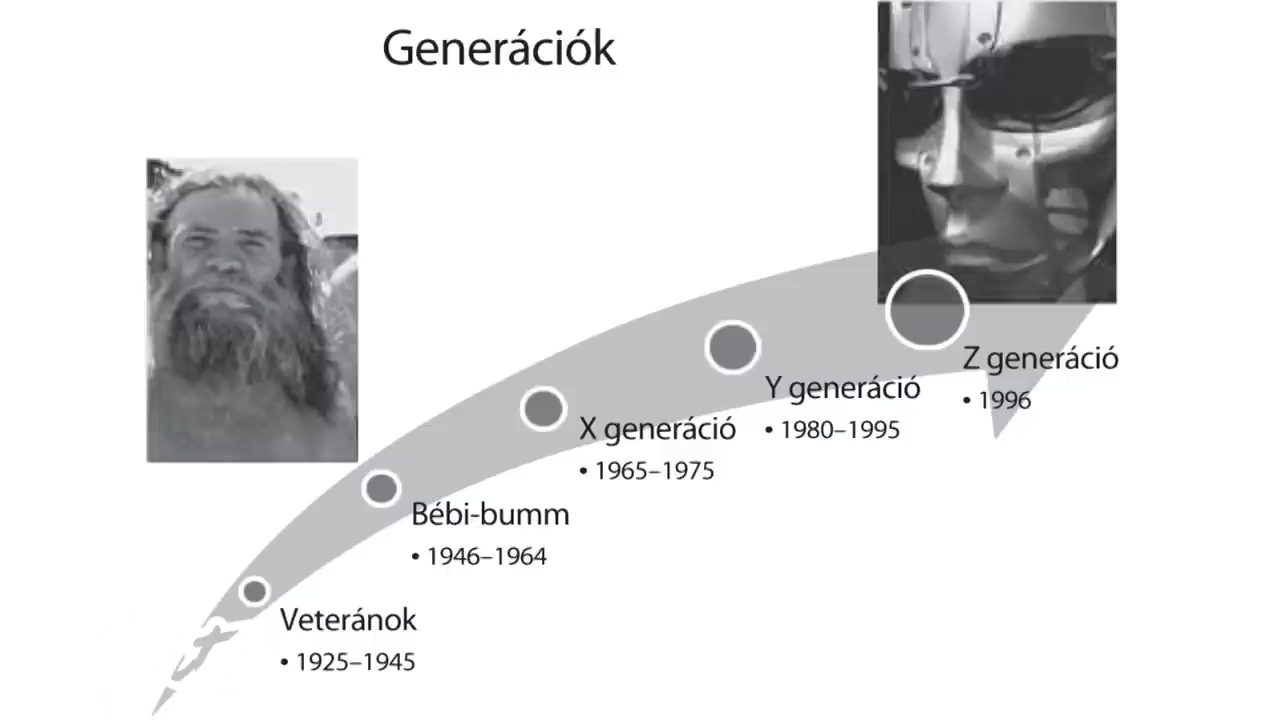 Generációk
Veteránok
• 1925–1945
Bébi-bumm
• 1946–1964
X generáció
• 1965–1975
Y generáció
• 1980–1995
Z generáció
• 1996